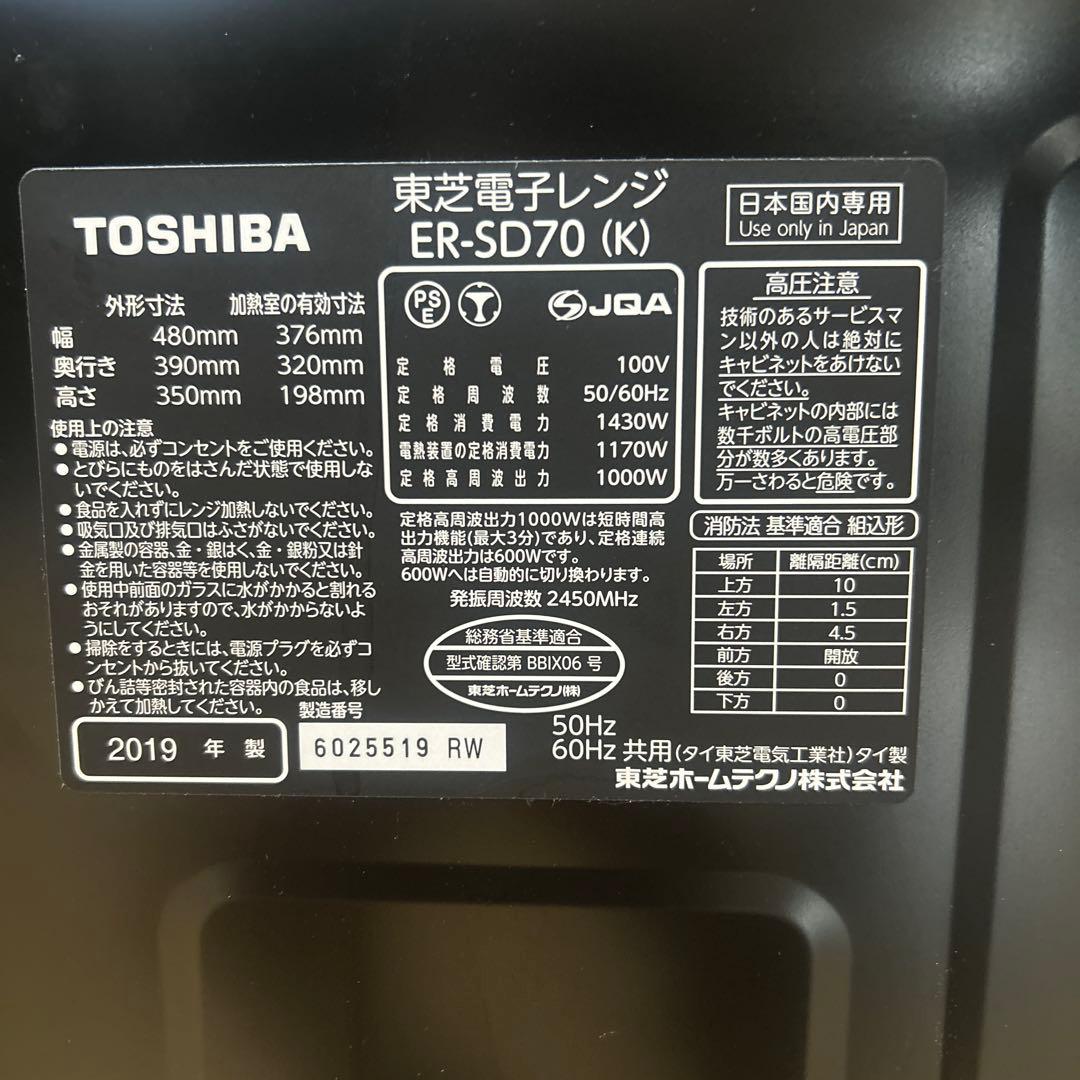 TOSHIBA
東芝電子レンジ
ER-SD70 (K)
日本国内専用
Use only in Japan
外形寸法 加熱室の有効寸法
幅 480mm 376mm
奥行き 390mm 320mm
高さ 350mm 198mm
使用上の注意
●電源は、必ずコンセントをご使用ください。
●とびらにものをはさんだ状態で使用しな
いでください。
●食品を入れずにレンジ加熱しないでください。
●吸気口及び排気口はふさがないでください。
●金属製の容器、金・銀はく、金・銀粉又は針
金を用いた容器等を使用しないでください。
●使用中前面のガラスに水がかかると割れる
おそれがありますので、水がかからないよ
うにしてください。
●掃除をするときには、電源プラグを必ずコ
ンセントから抜いてください。
●びん詰等密封された容器内の食品は、移し
かえて加熱してください。
PS
E
JQA
定格電圧 100V
定格周波数 50/60Hz
定格消費電力 1430W
電熱装置の定格消費電力 1170W
定格高周波出力 1000W
定格高周波出力1000Wは短時間高
出力機能(最大3分)であり、定格連続
高周波出力は600Wです。
600Wへは自動的に切り換わります。
発振周波数 2450MHz
総務省基準適合
型式確認第 BBIX06 号
東芝ホームテクノ(株)
高圧注意
技術のあるサービスマ
ン以外の人は絶対に
キャビネットをあけない
でください。
キャビネットの内部には
数千ボルトの高電圧部
分が数多くあります。
万一さわると危険です。
消防法 基準適合 組込形
場所 離隔距離(cm)
上方 10
左方 1.5
右方 4.5
前方 開放
後方 0
下方 0
2019 年 製
製造番号
6025519 RW
50Hz
60Hz 共用 (タイ東芝電気工業社) タイ製
東芝ホームテクノ株式会社